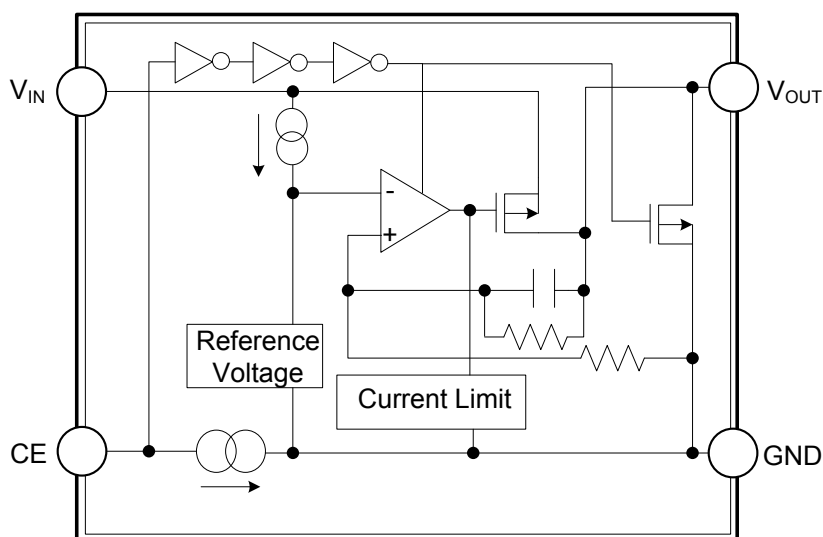 VIN
VOUT
-
+
Reference
Voltage
Current Limit
CE
GND